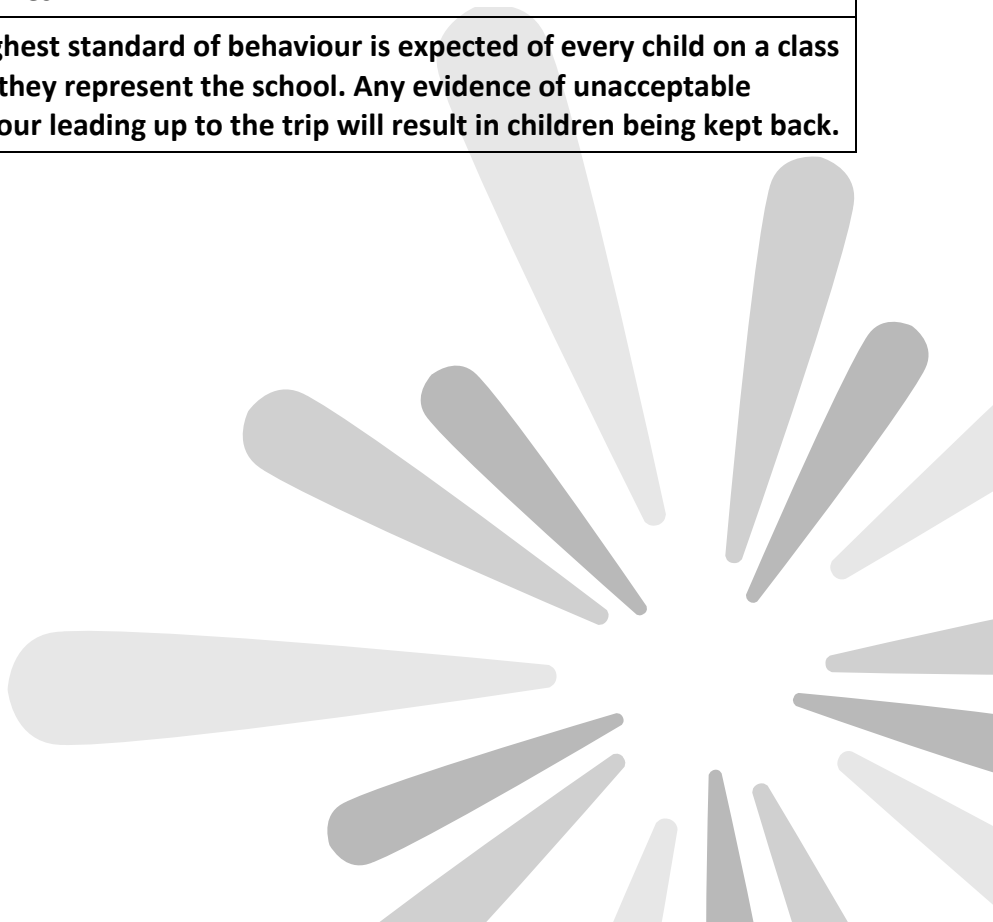 ghest standard of behaviour is expected of every child on a class
they represent the school. Any evidence of unacceptable
our leading up to the trip will result in children being kept back.